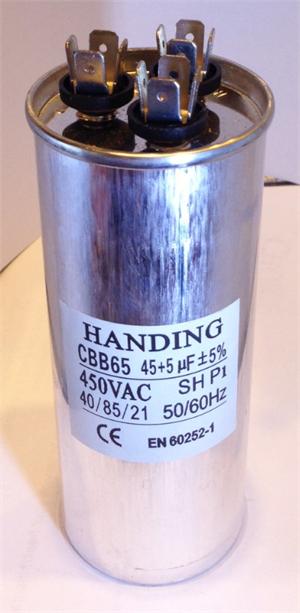 HANDING
CBB65 45+5 µF±5%
450VAC SH P1
40/85/21 50/60Hz
CE EN 60252-1